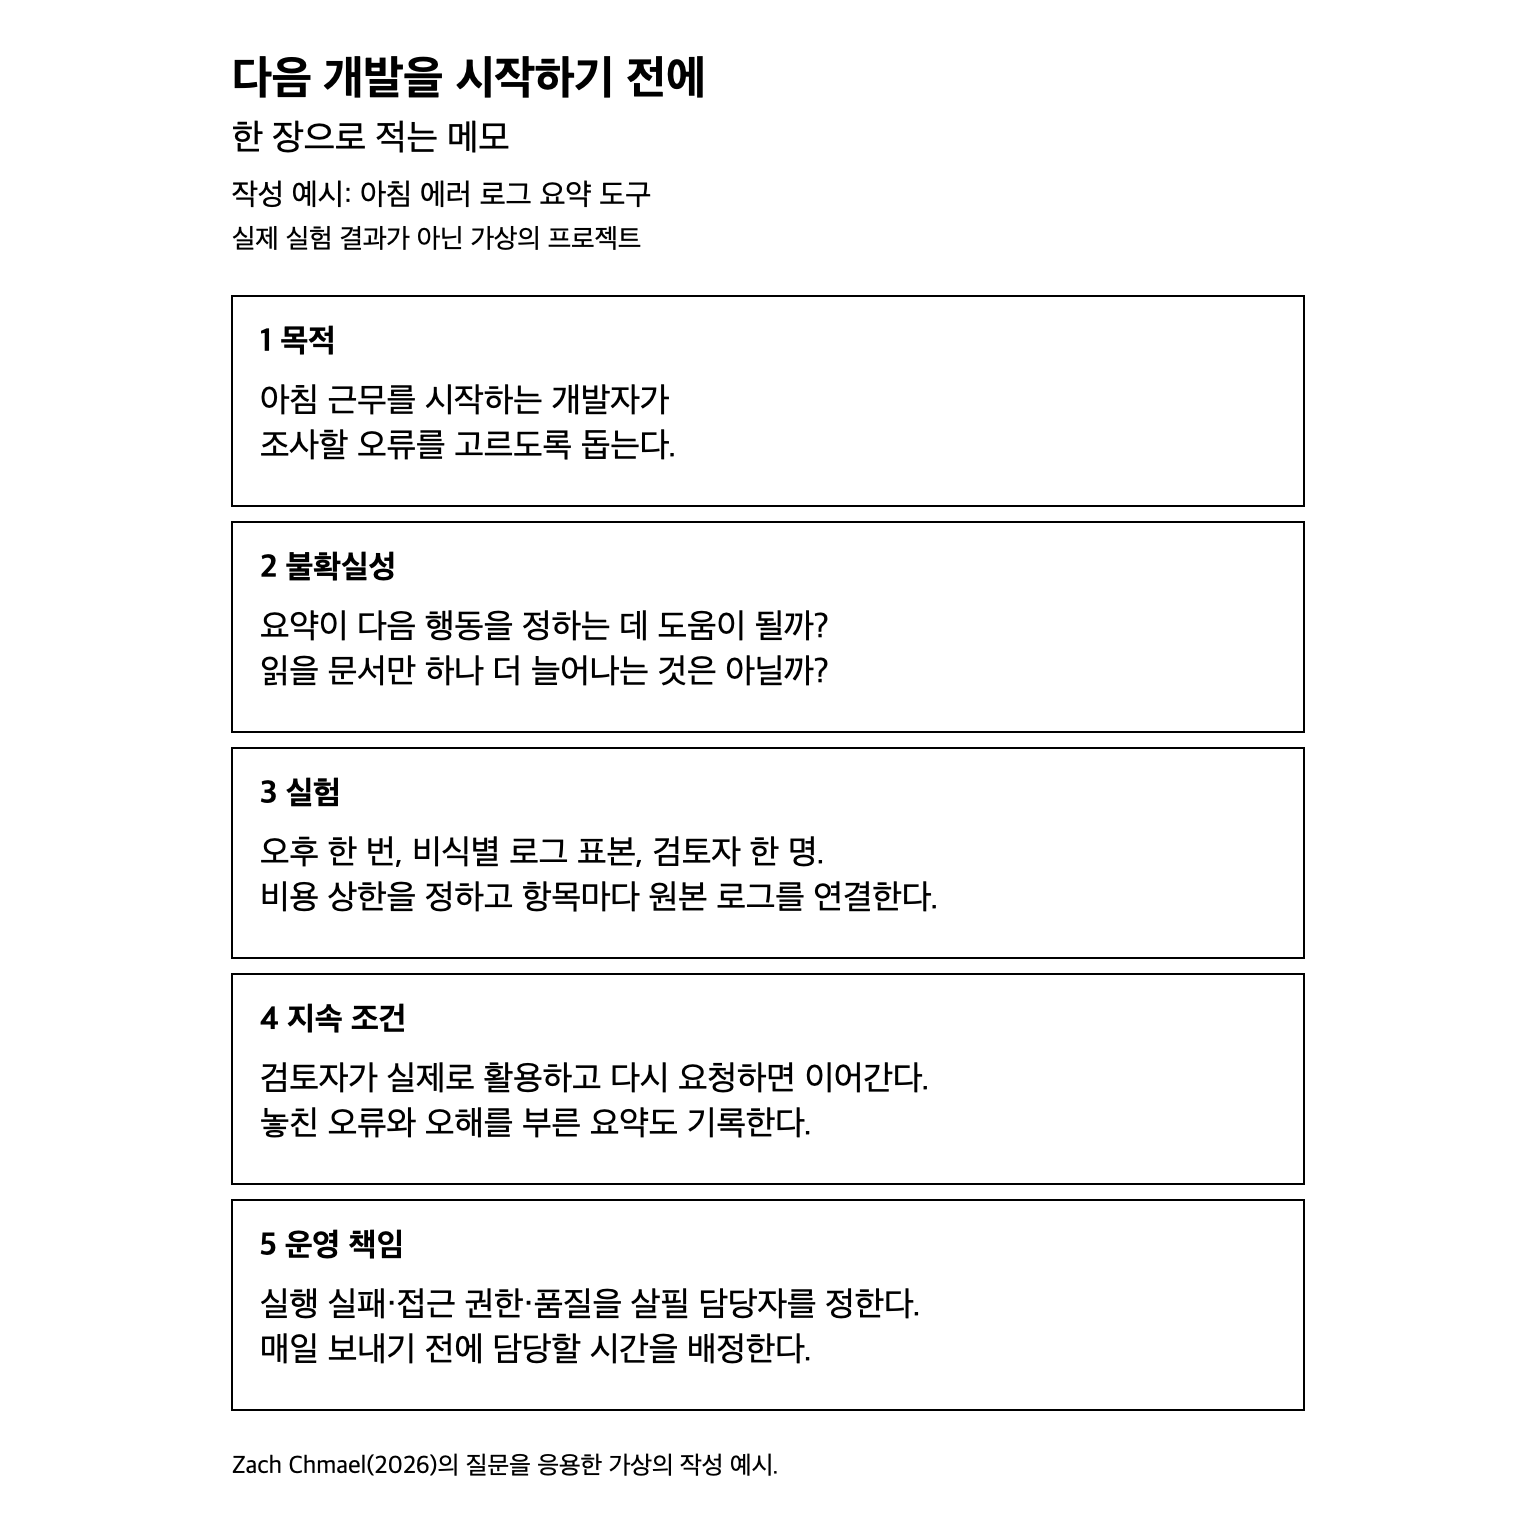 다음 개발을 시작하기 전에
한 장으로 적는 메모
작성 예시: 아침 에러 로그 요약 도구
실제 실험 결과가 아닌 가상의 프로젝트
1 목적
아침 근무를 시작하는 개발자가
조사할 오류를 고르도록 돕는다.
2 불확실성
요약이 다음 행동을 정하는 데 도움이 될까?
읽을 문서만 하나 더 늘어나는 것은 아닐까?
3 실험
오후 한 번, 비식별 로그 표본, 검토자 한 명.
비용 상한을 정하고 항목마다 원본 로그를 연결한다.
4 지속 조건
검토자가 실제로 활용하고 다시 요청하면 이어간다.
놓친 오류와 오해를 부른 요약도 기록한다.
5 운영 책임
실행 실패·접근 권한·품질을 살필 담당자를 정한다.
매일 보내기 전에 담당할 시간을 배정한다.
Zach Chmael(2026)의 질문을 응용한 가상의 작성 예시.